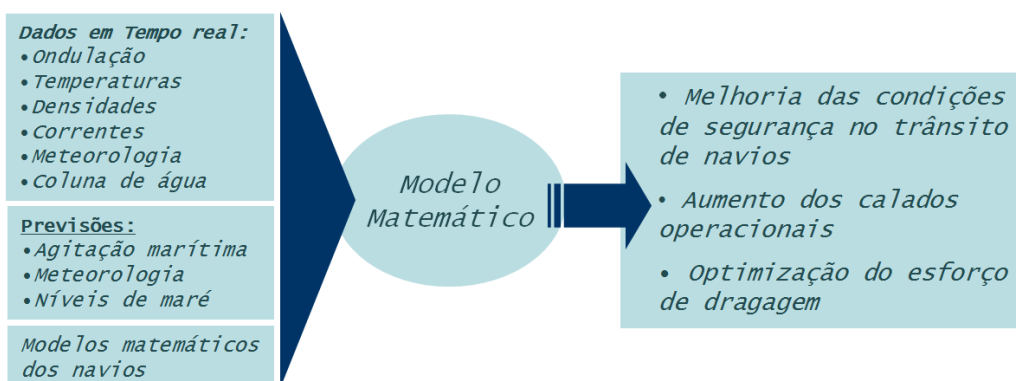 Dados em Tempo real:
• Ondulação
• Temperaturas
• Densidades
• Correntes
• Meteorologia
• Coluna de água
Previsões:
• Agitação marítima
• Meteorologia
• Níveis de maré
Modelos matemáticos
dos navios
Modelo
Matemático
• Melhoria das condições
de segurança no trânsito
de navios
• Aumento dos calados
operacionais
• Optimização do esforço
de dragagem